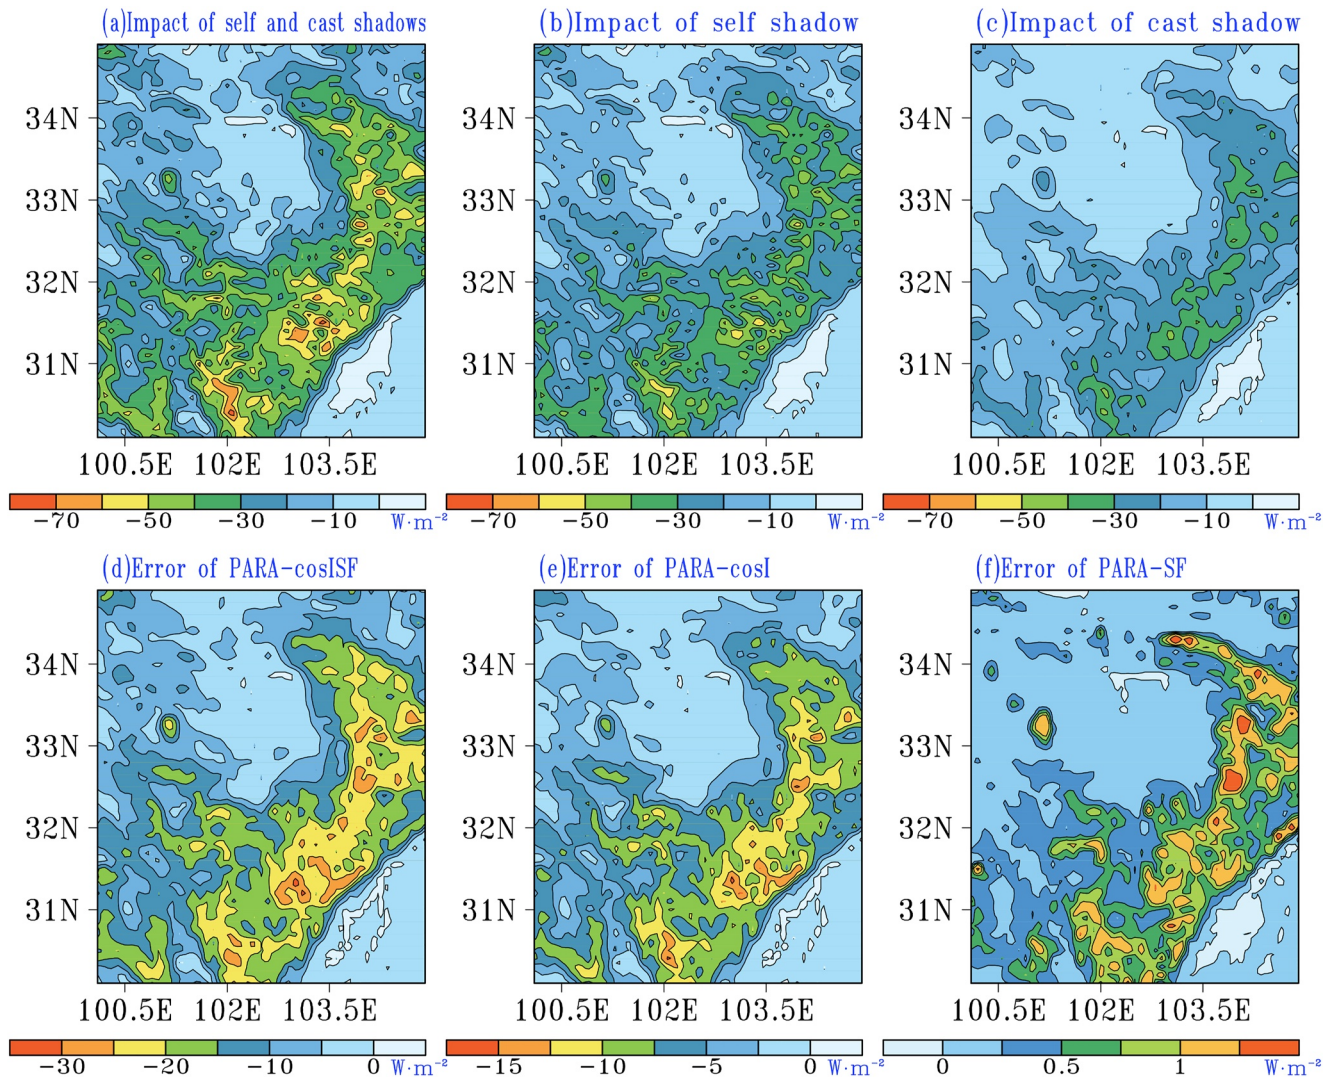 (a)Impact of self and cast shadows (b)Impact of self shadow (c)Impact of cast shadow
34N 34N 34N
33N 33N 33N
32N 32N 32N
31N 31N 31N
100.5E 102E 103.5E 100.5E 102E 103.5E 100.5E 102E 103.5E
−70 −50 −30 −10 W·m⁻² −70 −50 −30 −10 W·m⁻² −70 −50 −30 −10 W·m⁻²
(d)Error of PARA−cosISF (e)Error of PARA−cosI (f)Error of PARA−SF
34N 34N 34N
33N 33N 33N
32N 32N 32N
31N 31N 31N
100.5E 102E 103.5E 100.5E 102E 103.5E 100.5E 102E 103.5E
−30 −20 −10 0 W·m⁻² −15 −10 −5 0 W·m⁻² 0 0.5 1 W·m⁻²